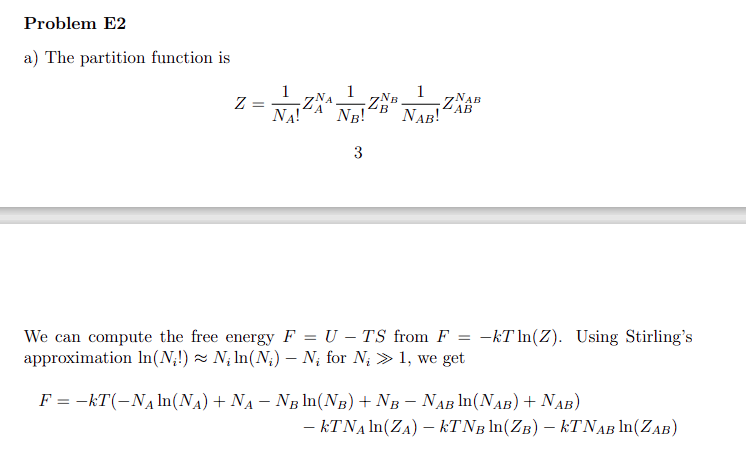 Problem E2
a) The partition function is
Z = \frac{1}{N_A!} Z_A^{N_A} \frac{1}{N_B!} Z_B^{N_B} \frac{1}{N_{AB}!} Z_{AB}^{N_{AB}}
3
We can compute the free energy F = U − TS from F = −kT ln(Z). Using Stirling's
approximation ln(N_i!) ≈ N_i ln(N_i) − N_i for N_i ≫ 1, we get
F = −kT(−N_A ln(N_A) + N_A − N_B ln(N_B) + N_B − N_{AB} ln(N_{AB}) + N_{AB})
− kTN_A ln(Z_A) − kTN_B ln(Z_B) − kTN_{AB} ln(Z_{AB})